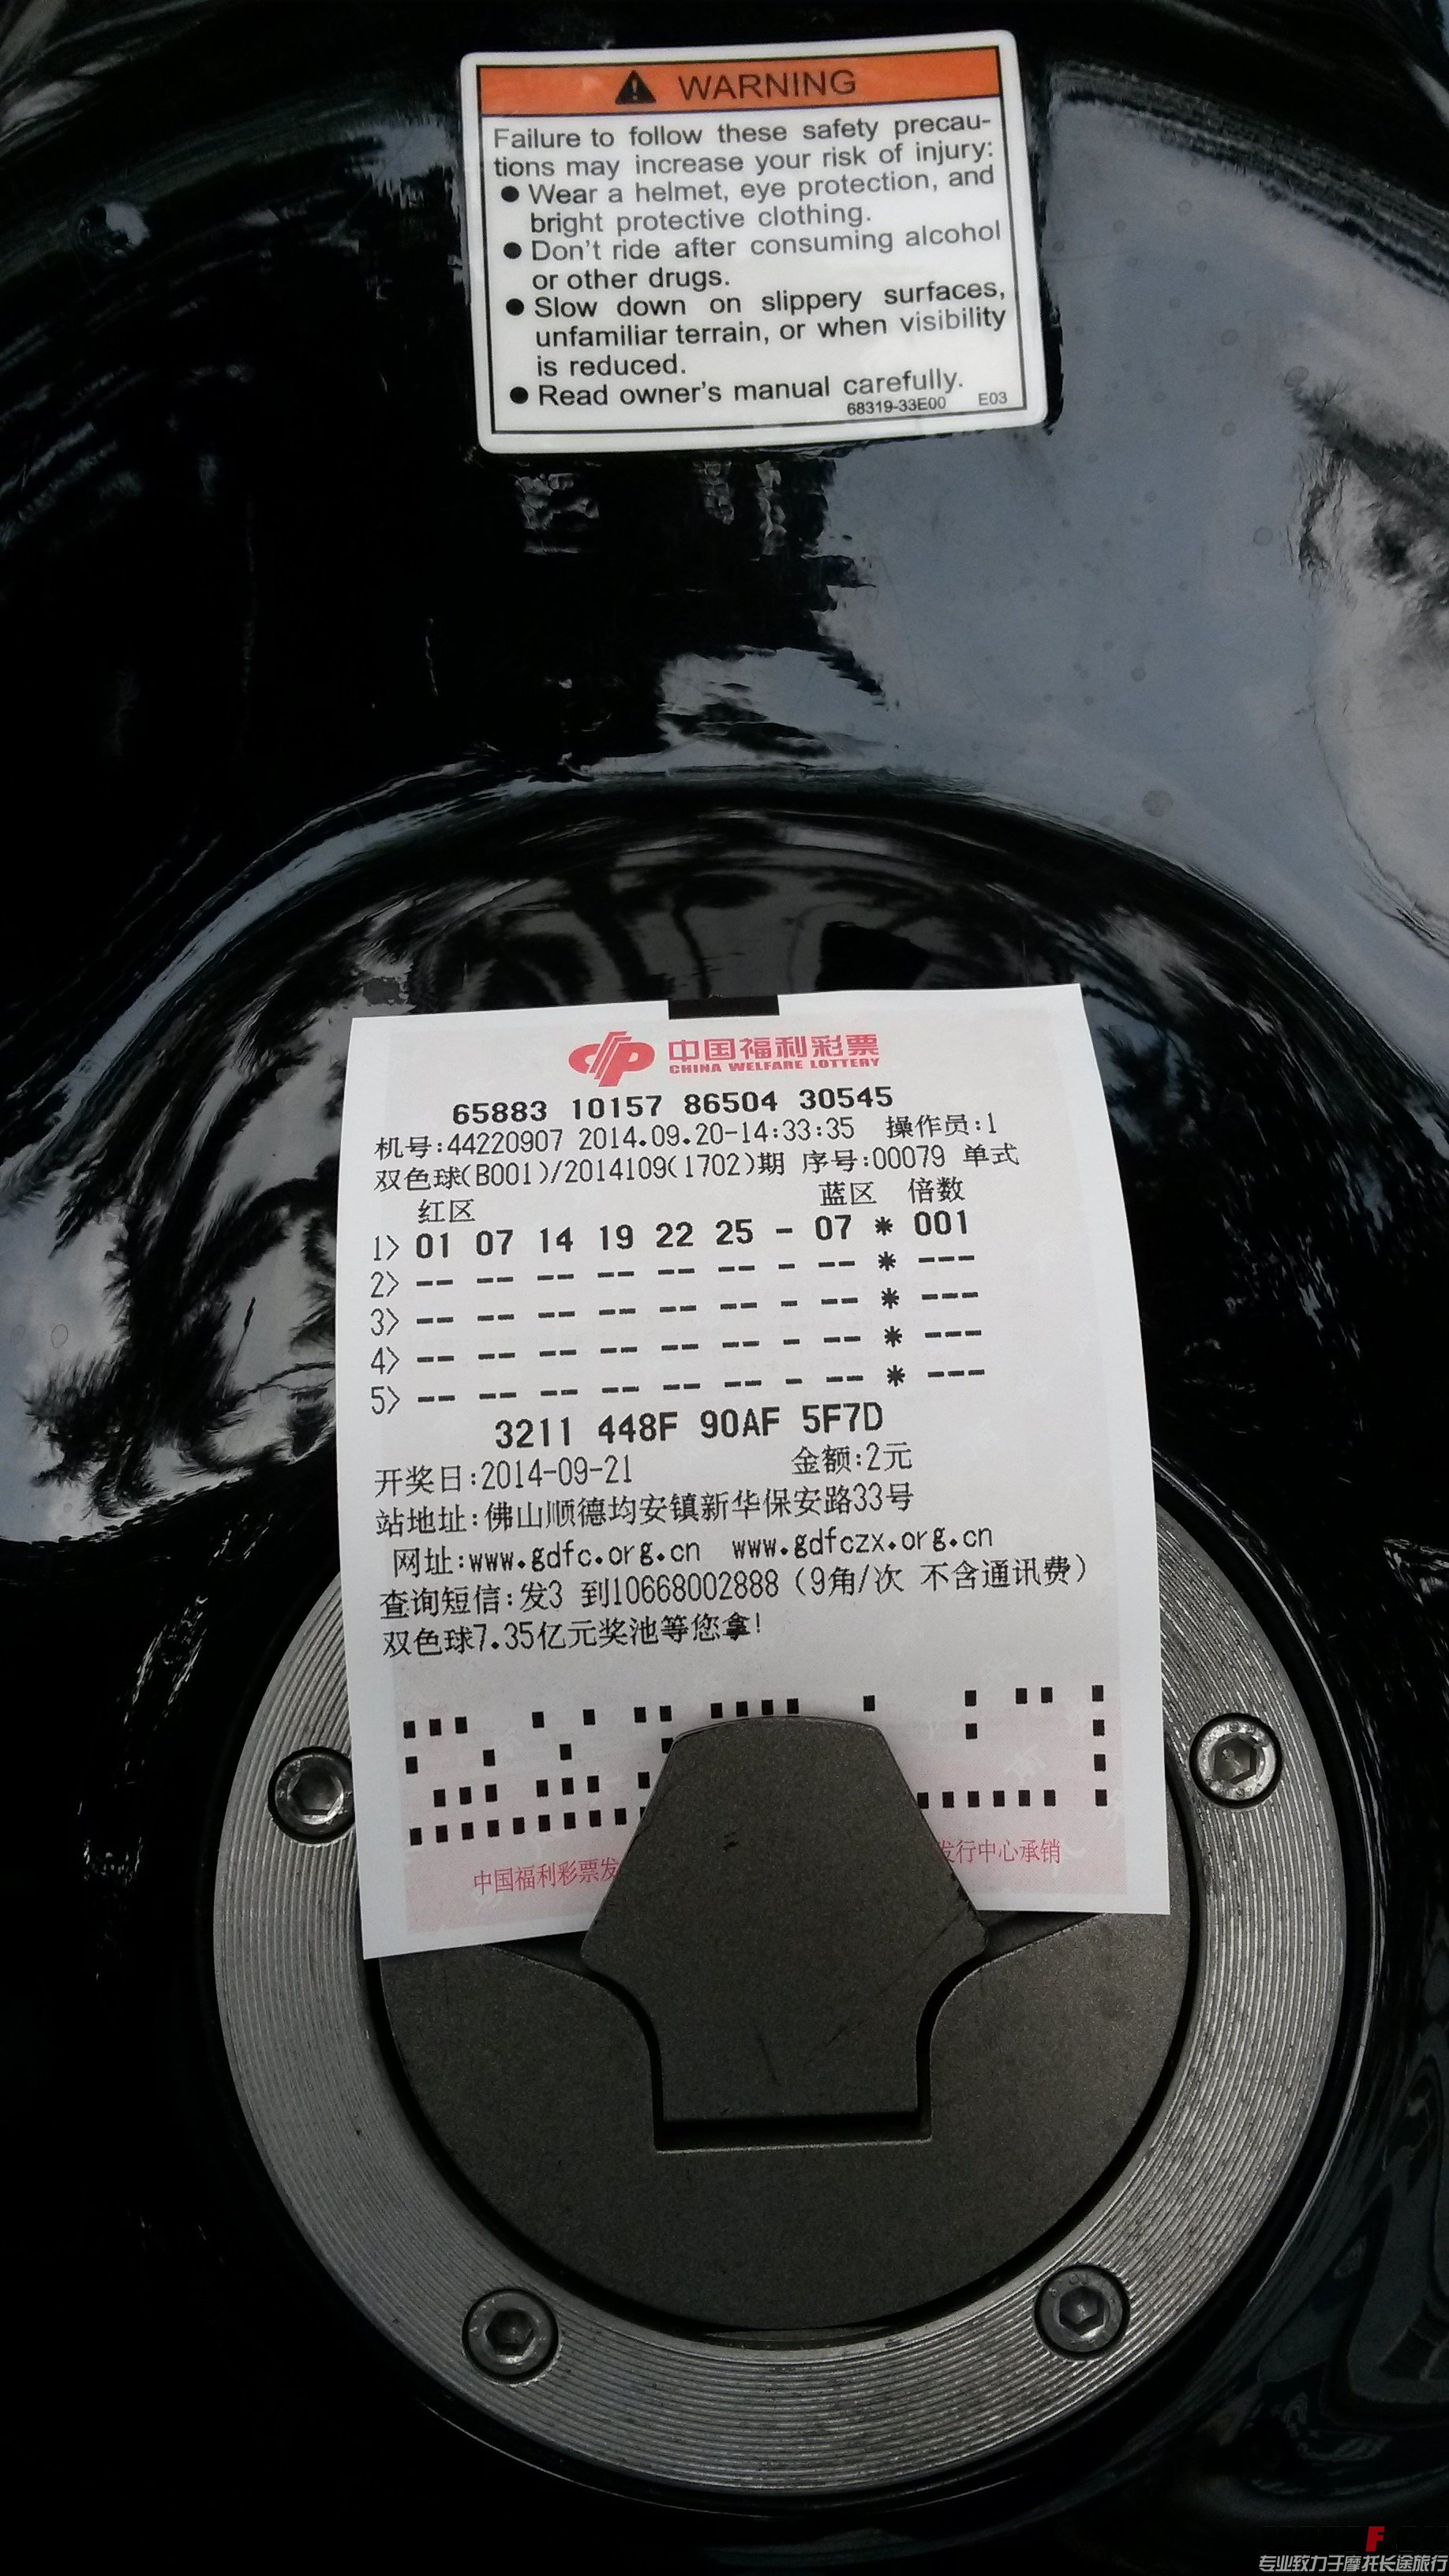 WARNING
Failure to follow these safety precau-
tions may increase your risk of injury:
● Wear a helmet, eye protection, and
bright protective clothing.
● Don't ride after consuming alcohol
or other drugs.
● Slow down on slippery surfaces,
unfamiliar terrain, or when visibility
is reduced.
● Read owner's manual carefully.
68319-33E00 E03
中国福利彩票
CHINA WELFARE LOTTERY
65883 10157 86504 30545
机号:44220907 2014.09.20-14:33:35 操作员:1
双色球(B001)/2014109(1702)期 序号:00079 单式
红区 蓝区 倍数
1> 01 07 14 19 22 25 - 07 * 001
2> -- -- -- -- -- -- - -- * ---
3> -- -- -- -- -- -- - -- * ---
4> -- -- -- -- -- -- - -- * ---
5> -- -- -- -- -- -- - -- * ---
3211 448F 90AF 5F7D
开奖日:2014-09-21 金额:2元
站地址:佛山顺德均安镇新华保安路33号
网址:www.gdfc.org.cn www.gdfczx.org.cn
查询短信:发3 到10668002888（9角/次 不含通讯费）
双色球7.35亿元奖池等您拿!
中国福利彩票发 发行中心承销
F
专业致力于摩托长途旅行